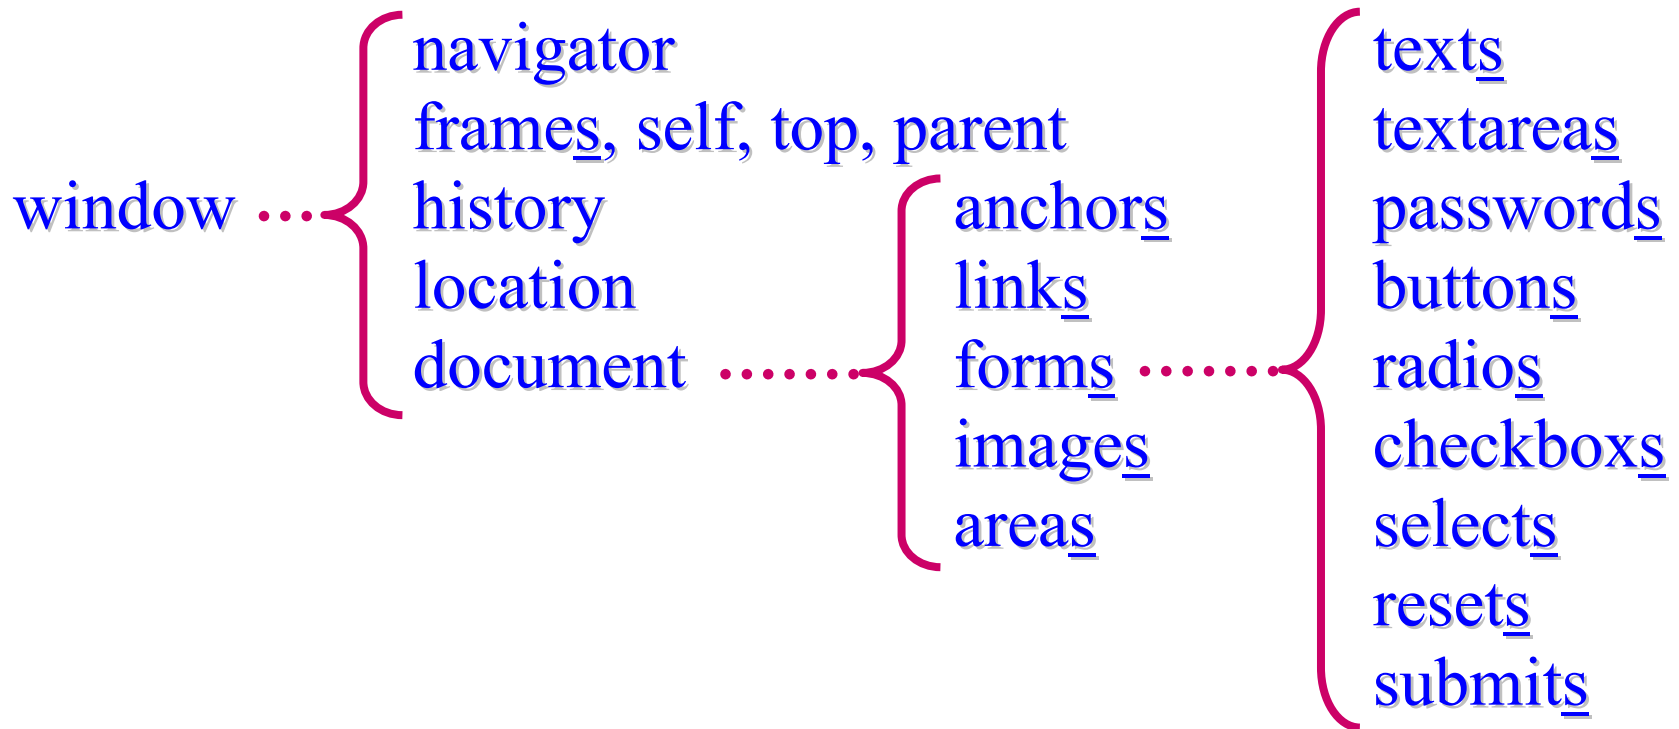 window
navigator
frames, self, top, parent
history
location
document
anchors
links
forms
images
areas
texts
textareas
passwords
buttons
radios
checkboxs
selects
resets
submits